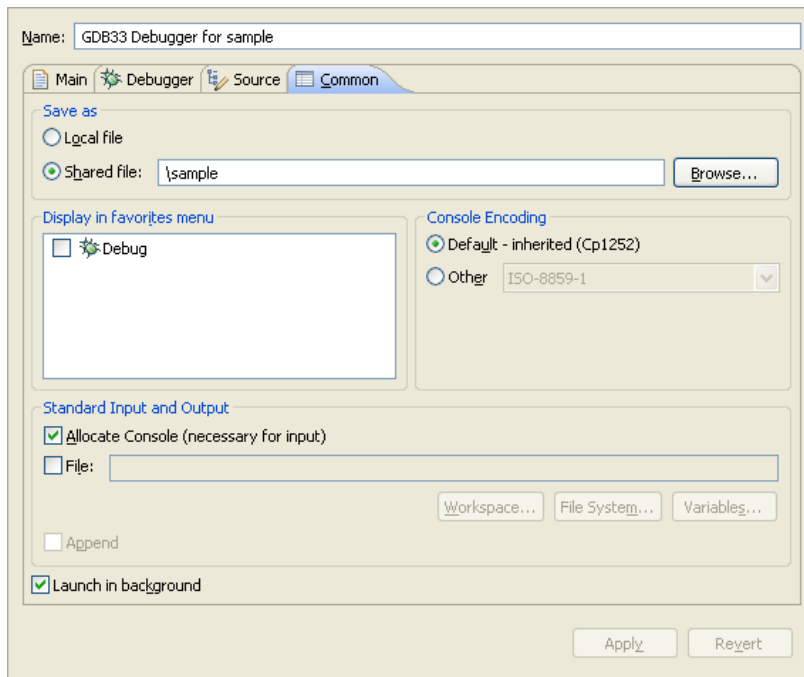 Name: GDB33 Debugger for sample
Main Debugger Source Common
Save as
Local file
Shared file: \sample Browse...
Display in favorites menu
Debug
Console Encoding
Default - inherited (Cp1252)
Other ISO-8859-1
Standard Input and Output
Allocate Console (necessary for input)
File:
Workspace... File System... Variables...
Append
Launch in background
Apply Revert